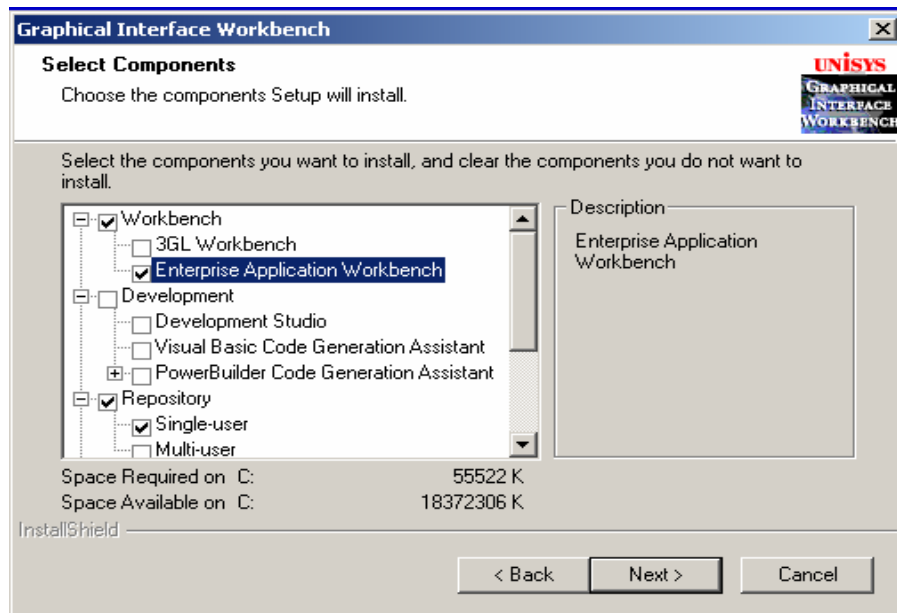 Graphical Interface Workbench
Select Components
Choose the components Setup will install.
UNISYS
GRAPHICAL
INTERFACE
WORKBENCH
Select the components you want to install, and clear the components you do not want to
install.
Workbench
3GL Workbench
Enterprise Application Workbench
Development
Development Studio
Visual Basic Code Generation Assistant
PowerBuilder Code Generation Assistant
Repository
Single-user
Multi-user
Description
Enterprise Application
Workbench
Space Required on C: 55522 K
Space Available on C: 18372306 K
InstallShield
< Back Next > Cancel